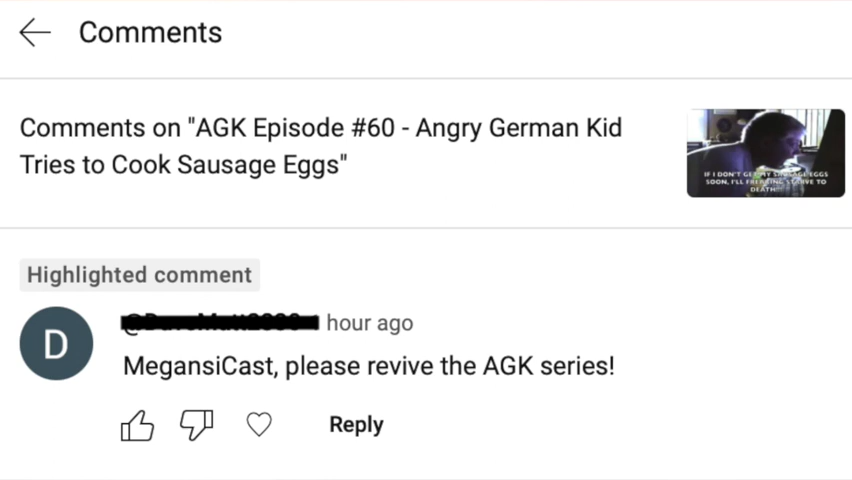 Comments
Comments on "AGK Episode #60 - Angry German Kid
Tries to Cook Sausage Eggs"
IF I DON'T GET MY SAUSAGE EGGS
SOON, I'LL FREAKING STARVE TO
DEATH!!!
Highlighted comment
hour ago
D
MegansiCast, please revive the AGK series!
Reply